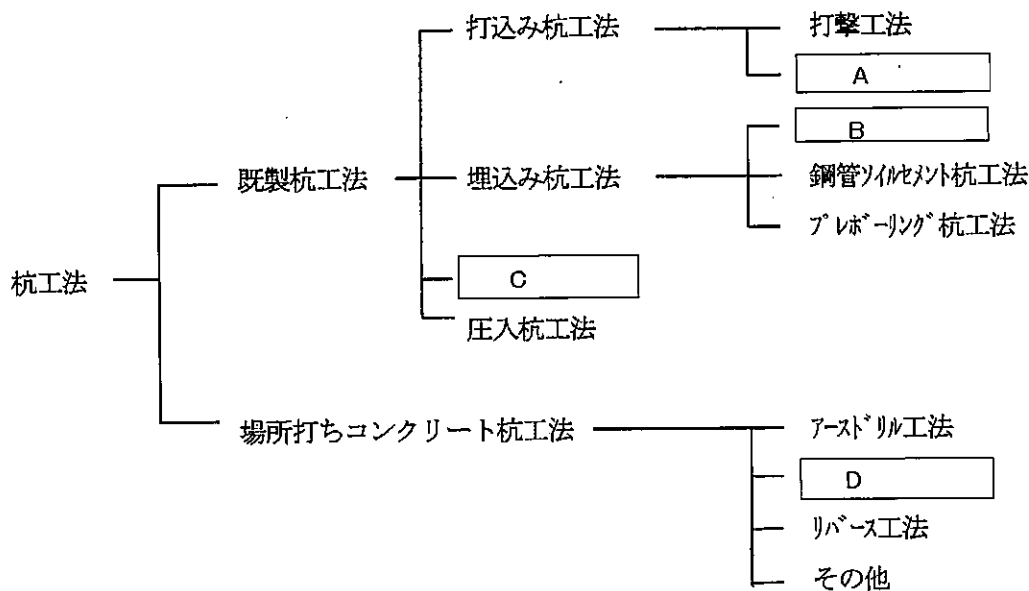 打込み杭工法
打撃工法
A
B
既製杭工法
埋込み杭工法
鋼管ソイルセメント杭工法
プレボーリング杭工法
杭工法
C
圧入杭工法
場所打ちコンクリート杭工法
アースドリル工法
D
リバース工法
その他